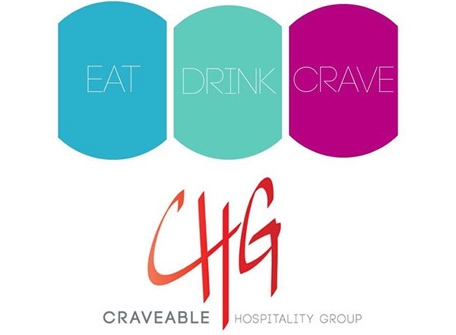 EAT DRINK CRAVE
CHG
CRAVEABLE HOSPITALITY GROUP